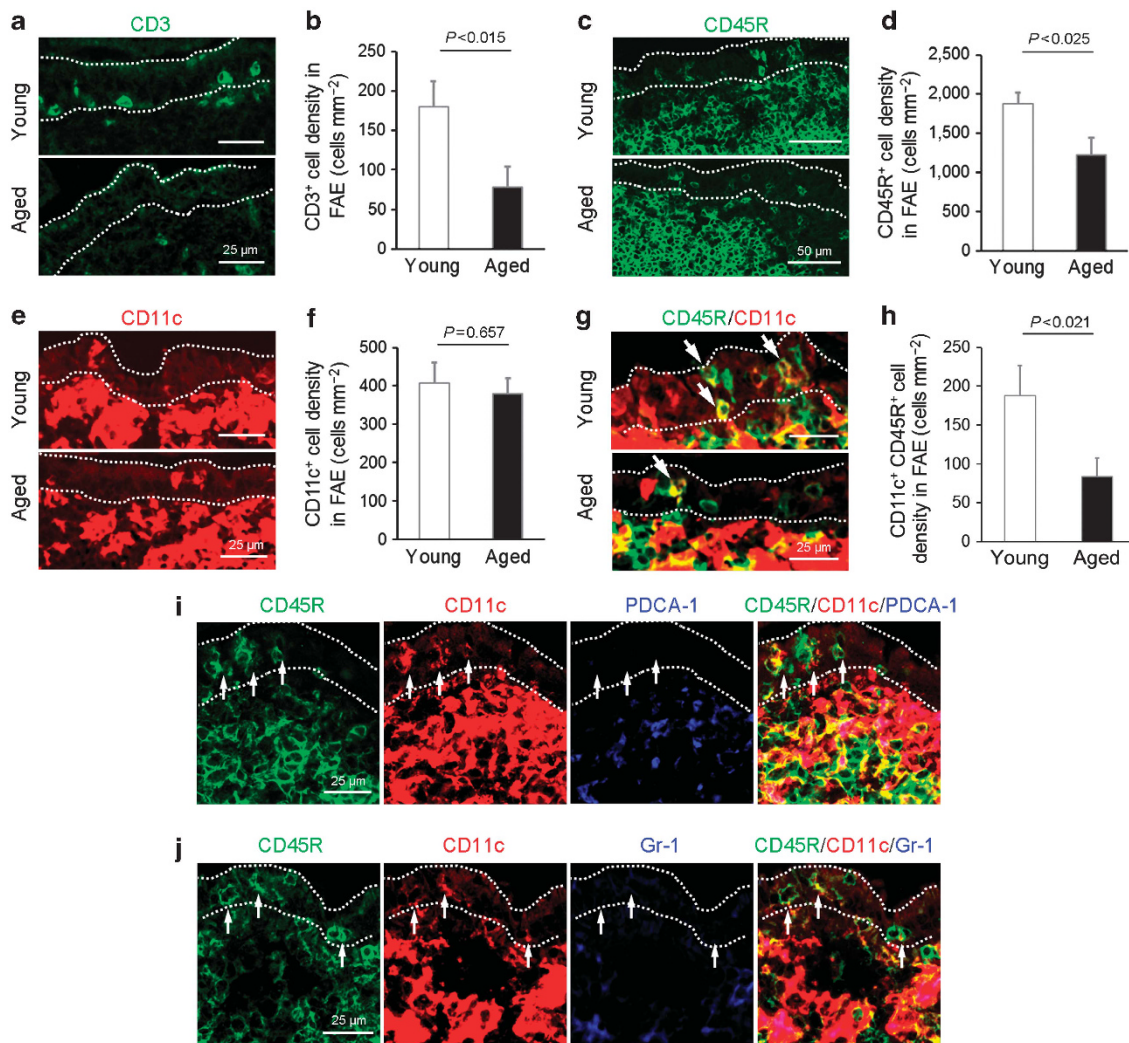 a
CD3
Young
Aged
25 µm
b
P<0.015
CD3+ cell density in
FAE (cells mm−2)
250
200
150
100
50
0
Young
Aged
c
CD45R
Young
Aged
50 µm
d
P<0.025
CD45R+ cell density
in FAE (cells mm−2)
2,500
2,000
1,500
1,000
500
0
Young
Aged
e
CD11c
Young
Aged
25 µm
f
P=0.657
CD11c+ cell density
in FAE (cells mm−2)
500
400
300
200
100
0
Young
Aged
g
CD45R/CD11c
Young
Aged
25 µm
h
P<0.021
CD11c+ CD45R+ cell
density in FAE (cells mm−2)
250
200
150
100
50
0
Young
Aged
i
CD45R
CD11c
PDCA-1
CD45R/CD11c/PDCA-1
25 µm
j
CD45R
CD11c
Gr-1
CD45R/CD11c/Gr-1
25 µm